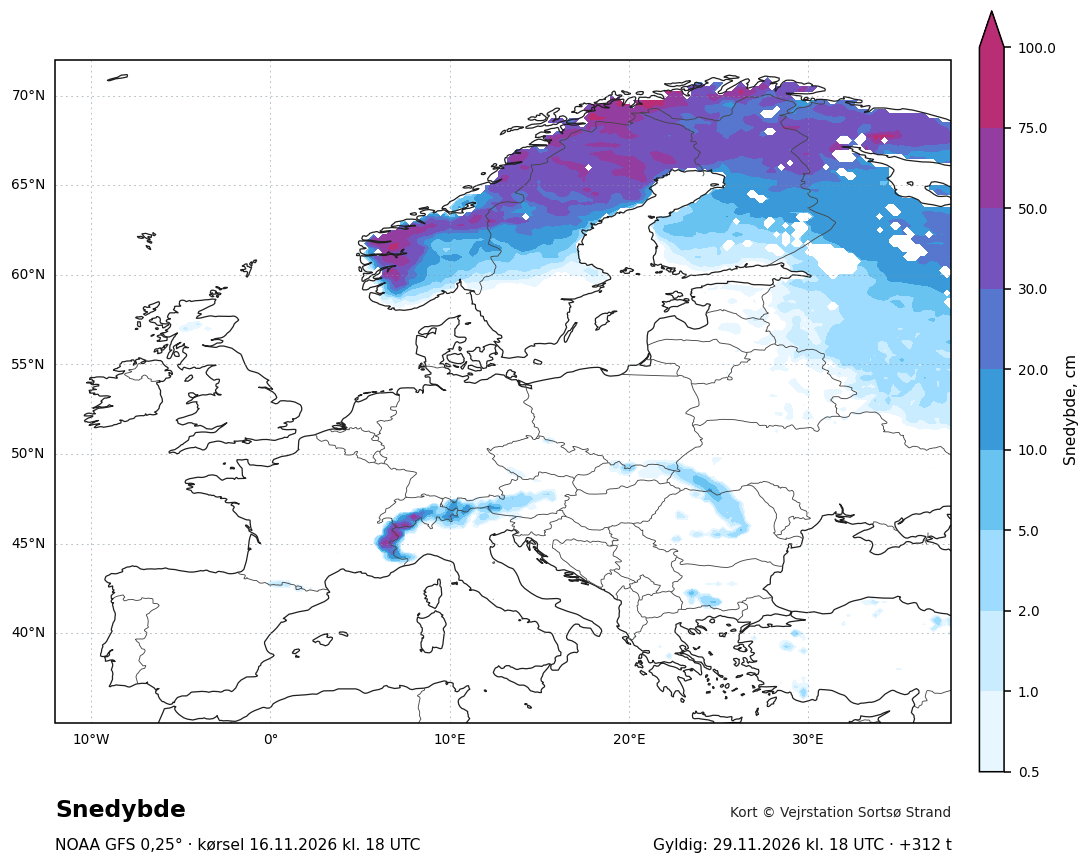 100.0
75.0
50.0
30.0
20.0
10.0
5.0
2.0
1.0
0.5
Snedybde, cm
70°N
65°N
60°N
55°N
50°N
45°N
40°N
10°W
0°
10°E
20°E
30°E
Snedybde
Kort © Vejrstation Sortsø Strand
NOAA GFS 0,25° · kørsel 16.11.2026 kl. 18 UTC
Gyldig: 29.11.2026 kl. 18 UTC · +312 t